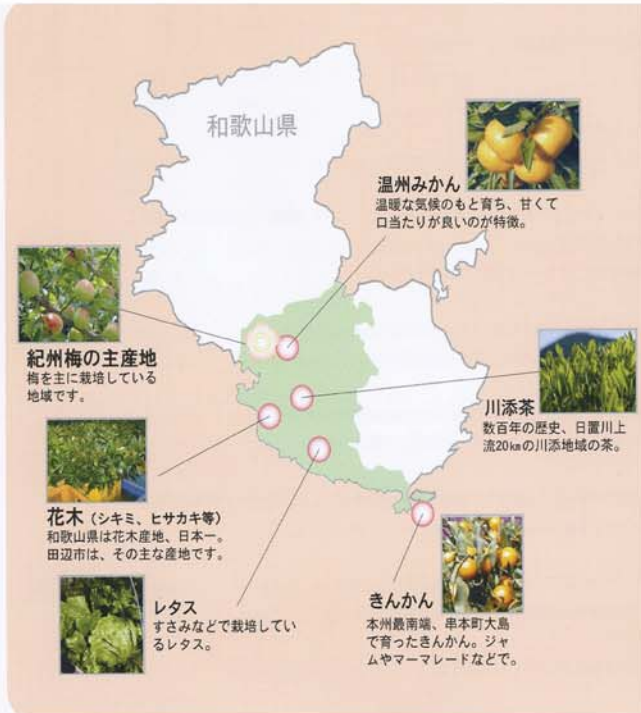 和歌山県
温州みかん
温暖な気候のもと育ち、甘くて
口当たりが良いのが特徴。
紀州梅の主産地
梅を主に栽培している
地域です。
川添茶
数百年の歴史、日置川上
流20kmの川添地域の茶。
花木（シキミ、ヒサカキ等）
和歌山県は花木産地、日本一。
田辺市は、その主な産地です。
レタス
すさみなどで栽培してい
るレタス。
きんかん
本州最南端、串本町大島
で育ったきんかん。ジャ
ムやマーマレードなどで。